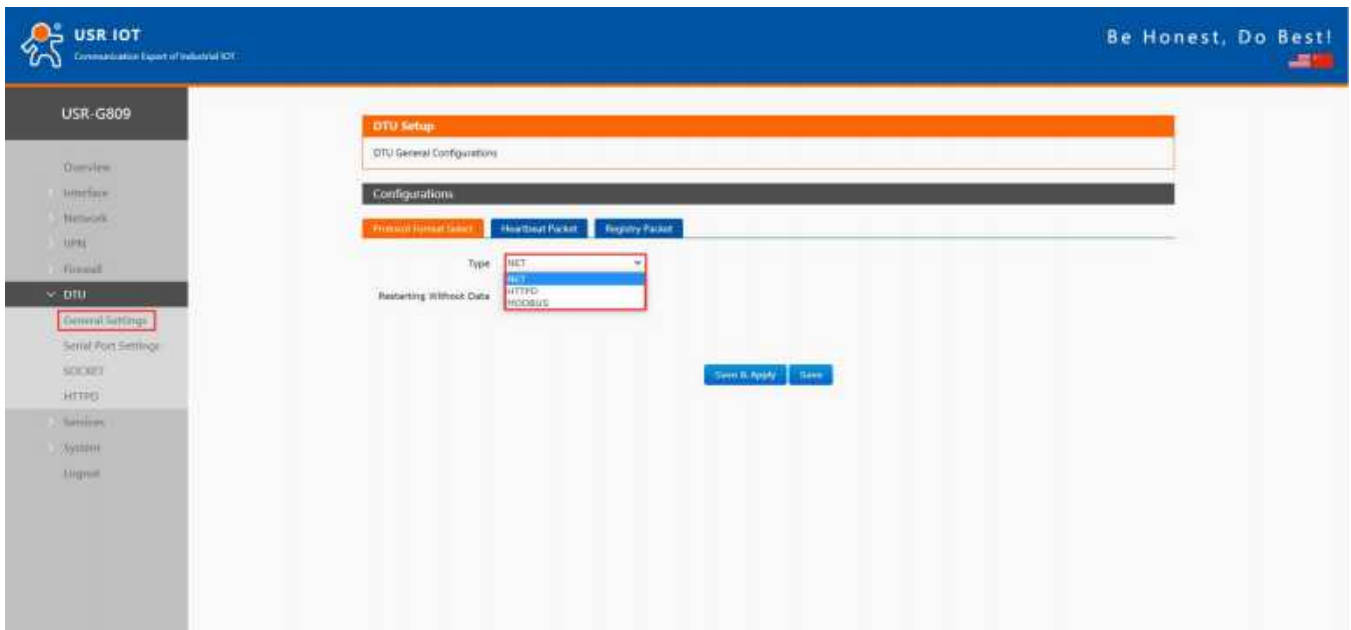 USR IOT
Communication Expert of Industrial IOT
Be Honest, Do Best!
USR-G809
Overview
Interface
Network
VPN
Firewall
DTU
General Settings
Serial Port Settings
SOCKET
HTTPD
Services
System
Logout
DTU Setup
DTU General Configurations
Configurations
Protocol Format Select
Heartbeat Packet
Registry Packet
Type
NET
NET
HTTPD
MODBUS
Restarting Without Data
Save & Apply
Save